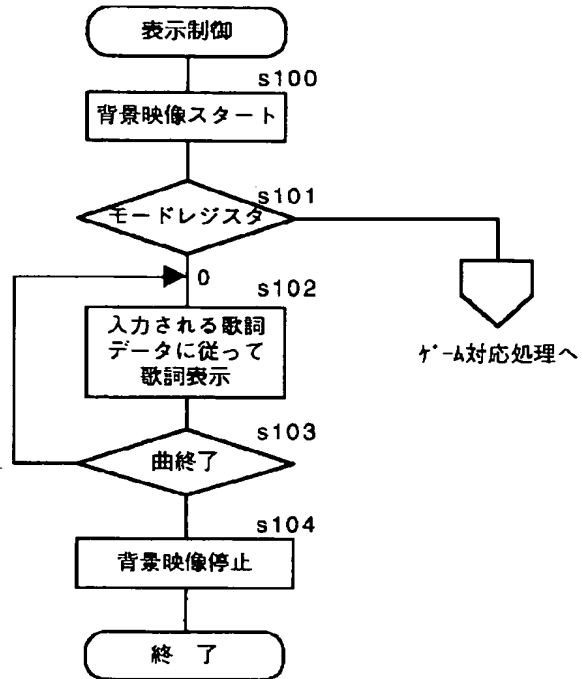 表示制御
s100
背景映像スタート
s101
モードレジスタ
0
s102
入力される歌詞
データに従って
歌詞表示
ゲーム対応処理へ
s103
曲終了
s104
背景映像停止
終 了